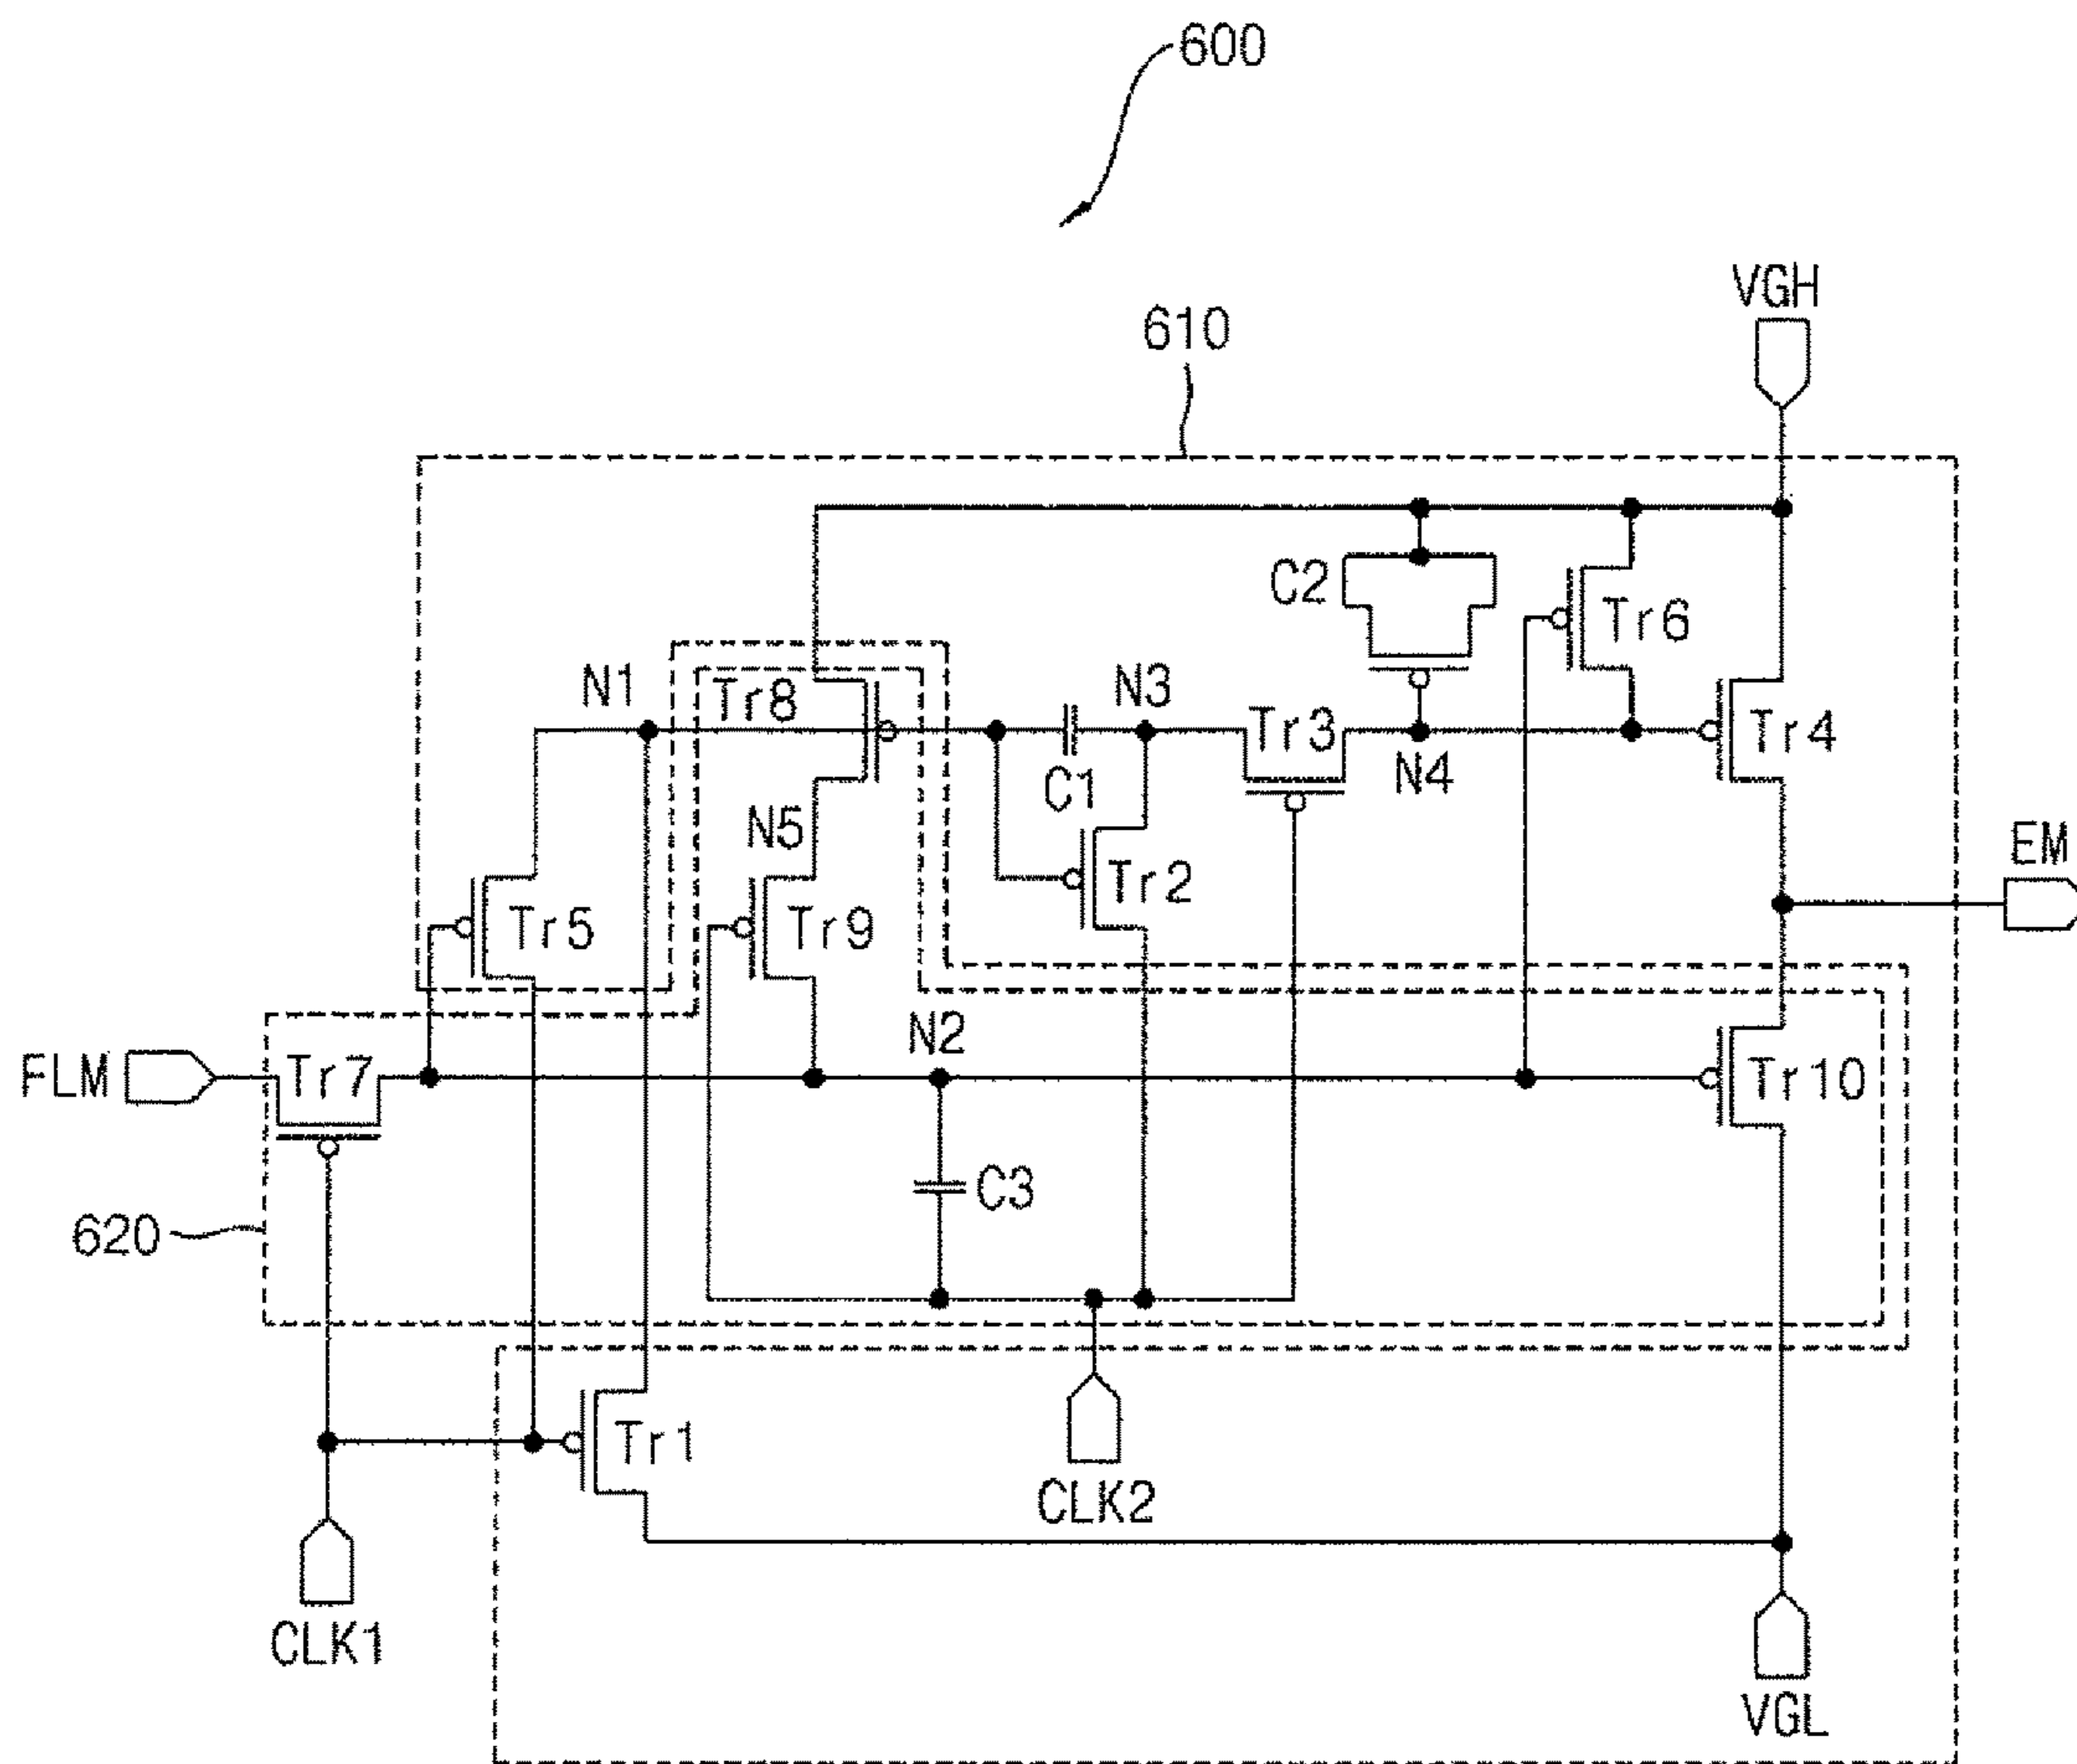 600
VGH
610
C2
Tr6
N1
Tr8
N3
Tr3
Tr4
C1
N4
N5
EM
Tr2
Tr5
Tr9
N2
FLM
Tr7
Tr10
C3
620
Tr1
CLK2
CLK1
VGL